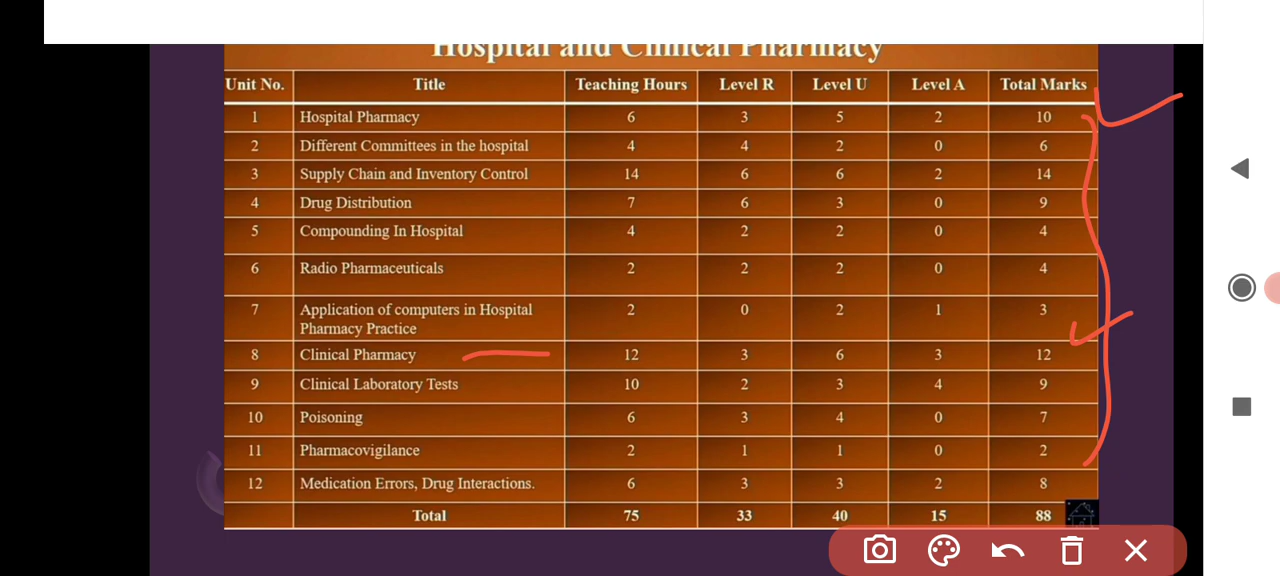 Hospital and Clinical Pharmacy
Unit No. Title Teaching Hours Level R Level U Level A Total Marks
1 Hospital Pharmacy 6 3 5 2 10
2 Different Committees in the hospital 4 4 2 0 6
3 Supply Chain and Inventory Control 14 6 6 2 14
4 Drug Distribution 7 6 3 0 9
5 Compounding In Hospital 4 2 2 0 4
6 Radio Pharmaceuticals 2 2 2 0 4
7 Application of computers in Hospital 2 0 2 1 3
Pharmacy Practice
8 Clinical Pharmacy 12 3 6 3 12
9 Clinical Laboratory Tests 10 2 3 4 9
10 Poisoning 6 3 4 0 7
11 Pharmacovigilance 2 1 1 0 2
12 Medication Errors, Drug Interactions. 6 3 3 2 8
Total 75 33 40 15 88